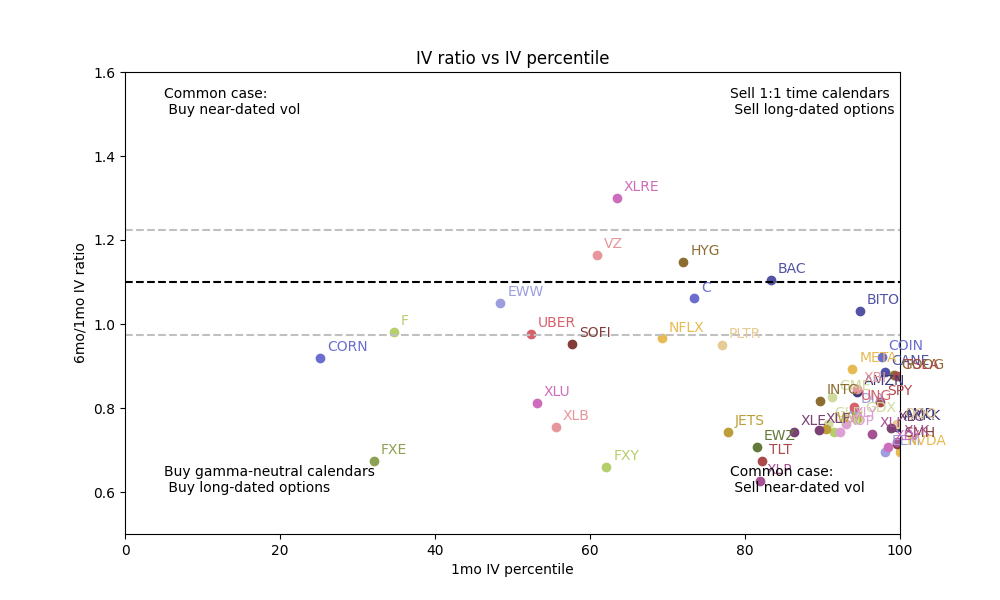 IV ratio vs IV percentile
1.6
1.4
1.2
1.0
0.8
0.6
6mo/1mo IV ratio
Common case:
Buy near-dated vol
Sell 1:1 time calendars
Sell long-dated options
XLRE
VZ
HYG
BAC
C
EWW
BITO
F
UBER
SOFI
NFLX
PLTR
CORN
COIN
META
CANE
AMZN
INTC
SPY
XLU
XLB
JETS
XLE
EWZ
TLT
FXE
FXY
XLP
SMH
NVDA
Buy gamma-neutral calendars
Buy long-dated options
Common case:
Sell near-dated vol
0
20
40
60
80
100
1mo IV percentile